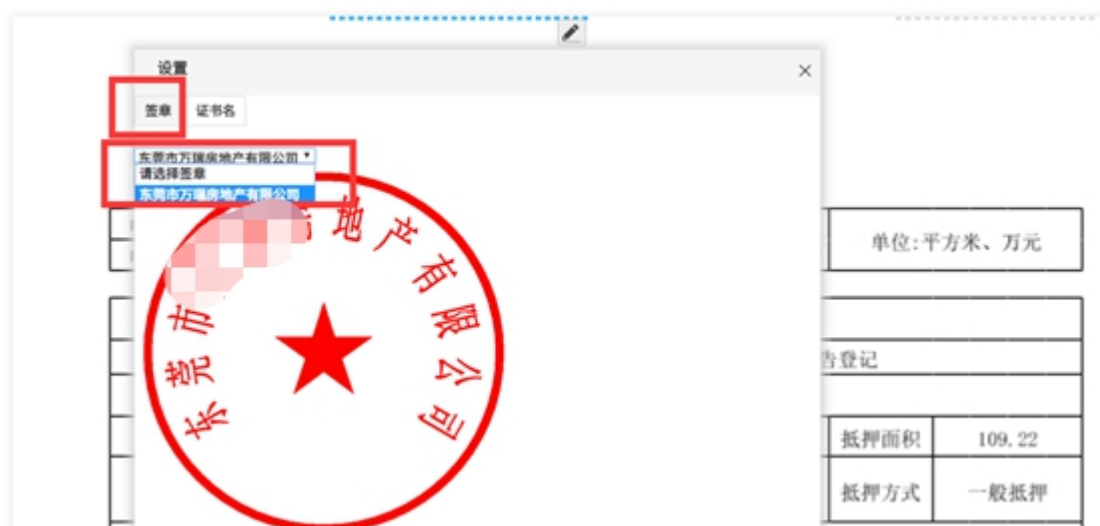 设置
×
签章 证书名
东莞市万瑞房地产有限公司
请选择签章
东莞市万瑞房地产有限公司
单位:平方米、万元
东莞市 地产有限公司
告登记
抵押面积 109.22
抵押方式 一般抵押